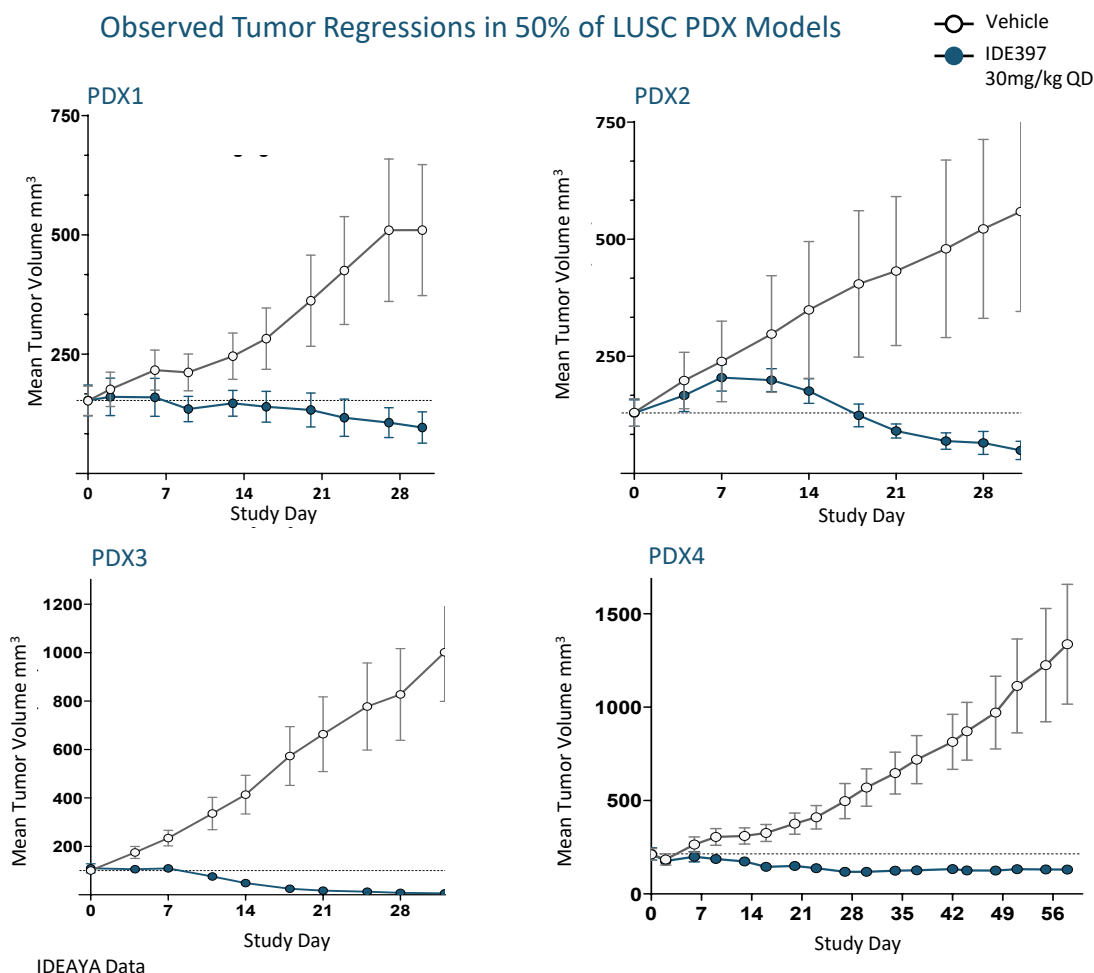 Observed Tumor Regressions in 50% of LUSC PDX Models
Vehicle
IDE397
30mg/kg QD
PDX1
Mean Tumor Volume mm³
750
500
250
0 7 14 21 28
Study Day
PDX2
Mean Tumor Volume mm³
750
500
250
0 7 14 21 28
Study Day
PDX3
Mean Tumor Volume mm³
1200
1000
800
600
400
200
0 7 14 21 28
Study Day
PDX4
Mean Tumor Volume mm³
1500
1000
500
0
0 7 14 21 28 35 42 49 56
Study Day
IDEAYA Data